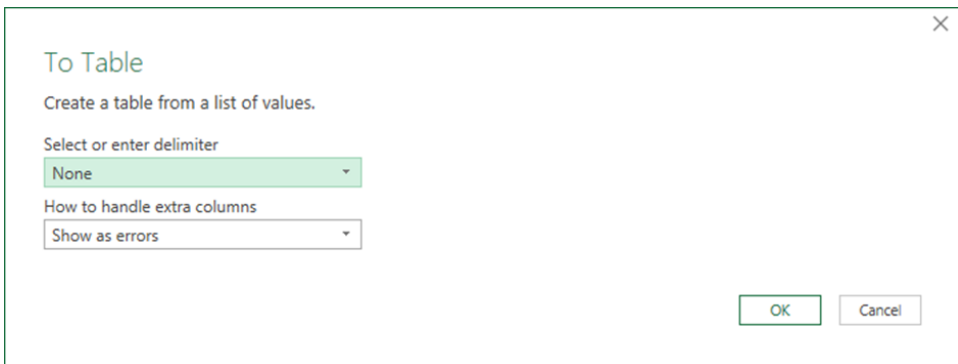 To Table
Create a table from a list of values.
Select or enter delimiter
None
How to handle extra columns
Show as errors
OK
Cancel